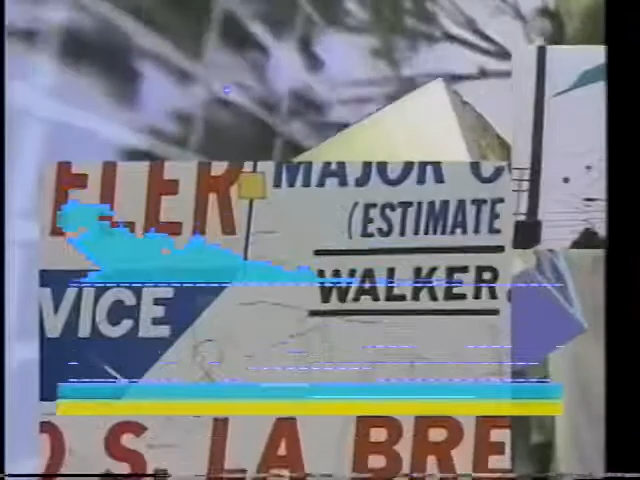 ELER
MAJOR
(ESTIMATE
WALKER
VICE
S. LA BRE